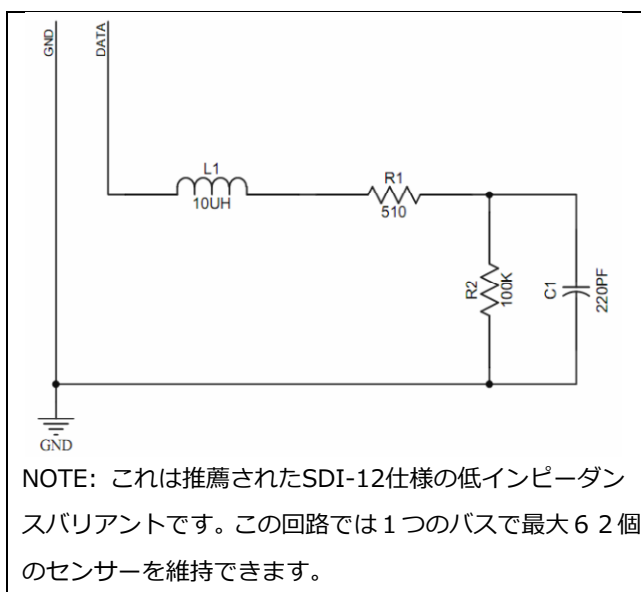 GND
DATA
L1
10UH
R1
510
R2
100K
C1
220PF
GND
NOTE: これは推薦されたSDI-12仕様の低インピーダン
スバリアントです。この回路では１つのバスで最大６２個
のセンサーを維持できます。